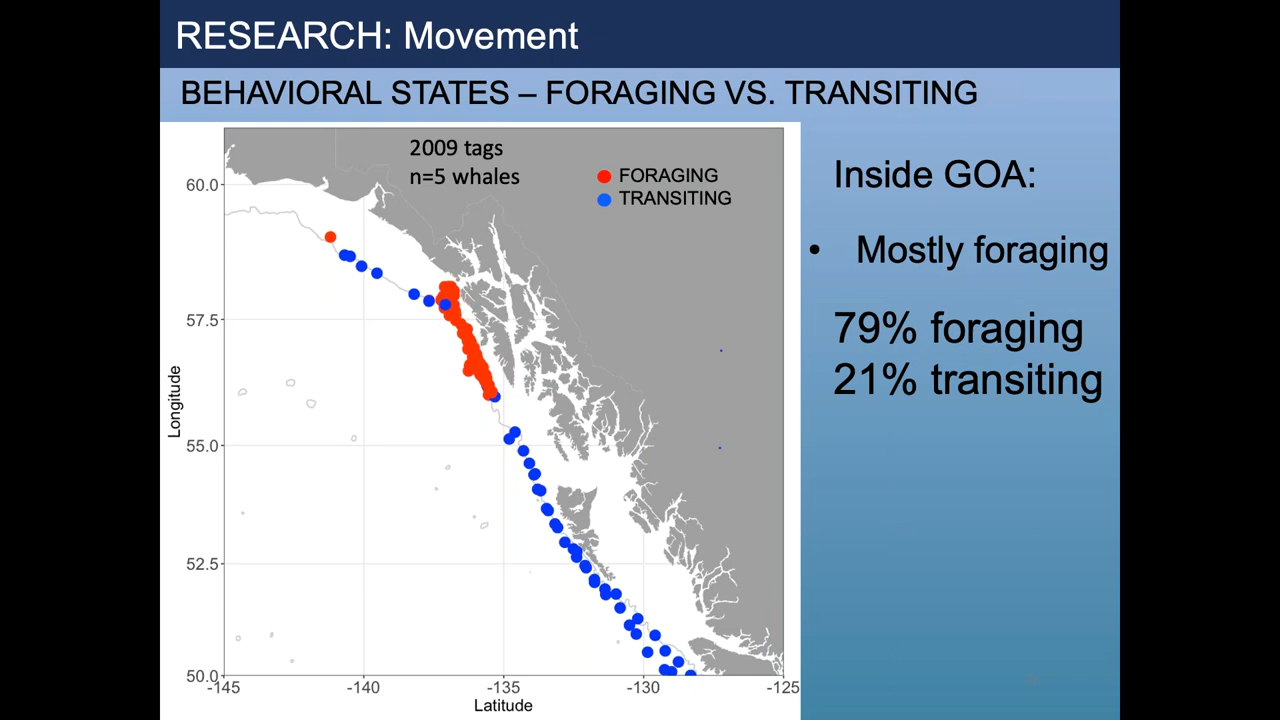 RESEARCH: Movement
BEHAVIORAL STATES – FORAGING VS. TRANSITING
2009 tags
n=5 whales
FORAGING
TRANSITING
60.0
57.5
55.0
52.5
50.0
Longitude
-145
-140
-135
-130
-125
Latitude
Inside GOA:
• Mostly foraging
79% foraging
21% transiting